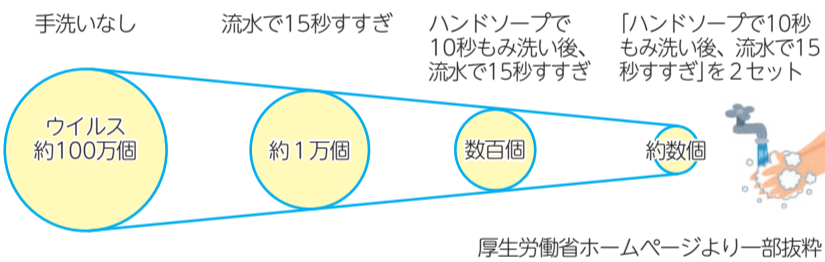 手洗いなし
流水で15秒すすぎ
ハンドソープで
10秒もみ洗い後、
流水で15秒すすぎ
「ハンドソープで10秒
もみ洗い後、流水で15
秒すすぎ」を2セット
ウイルス
約100万個
約1万個
数百個
約数個
厚生労働省ホームページより一部抜粋